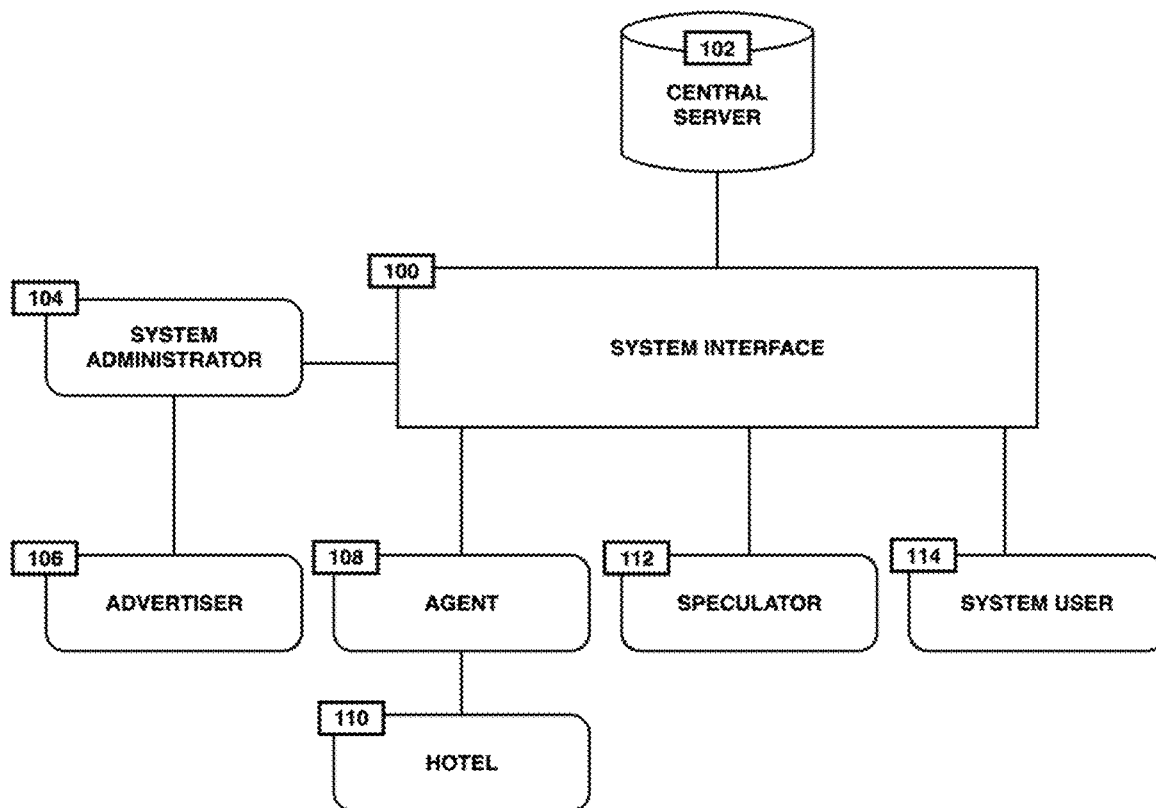 102
CENTRAL
SERVER
100
SYSTEM INTERFACE
104
SYSTEM
ADMINISTRATOR
106
ADVERTISER
108
AGENT
112
SPECULATOR
114
SYSTEM USER
110
HOTEL